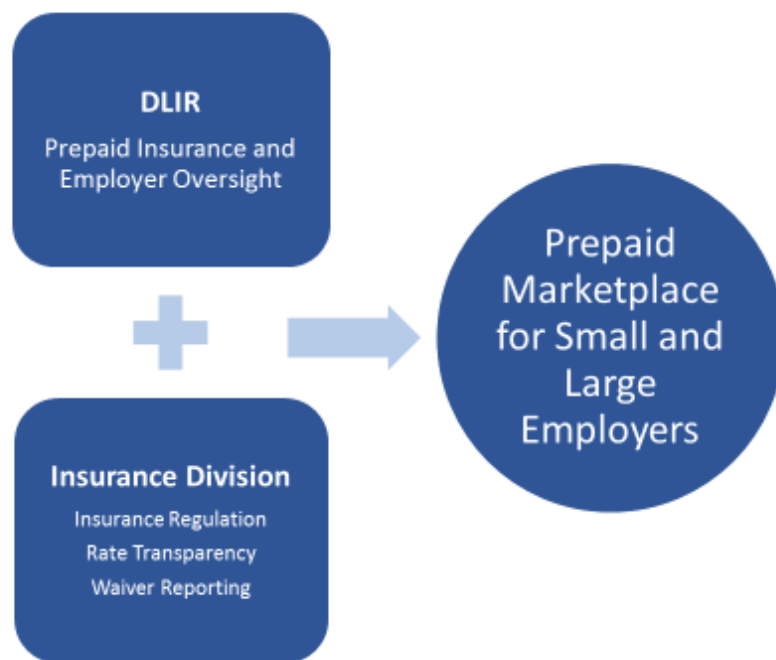 DLIR
Prepaid Insurance and
Employer Oversight
Insurance Division
Insurance Regulation
Rate Transparency
Waiver Reporting
Prepaid
Marketplace
for Small and
Large
Employers